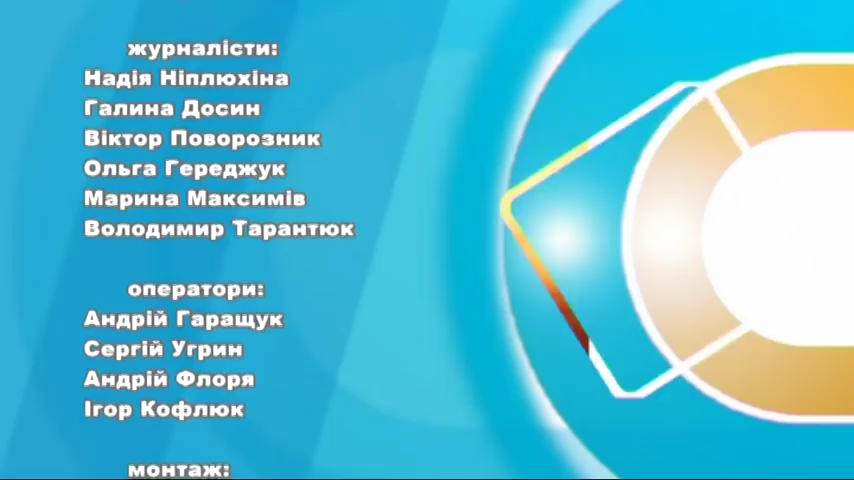 журналісти:
Надія Ніплюхіна
Галина Досин
Віктор Поворозник
Ольга Гереджук
Марина Максимів
Володимир Тарантюк
оператори:
Андрій Гаращук
Сергій Угрин
Андрій Флоря
Ігор Кофлюк
монтаж: